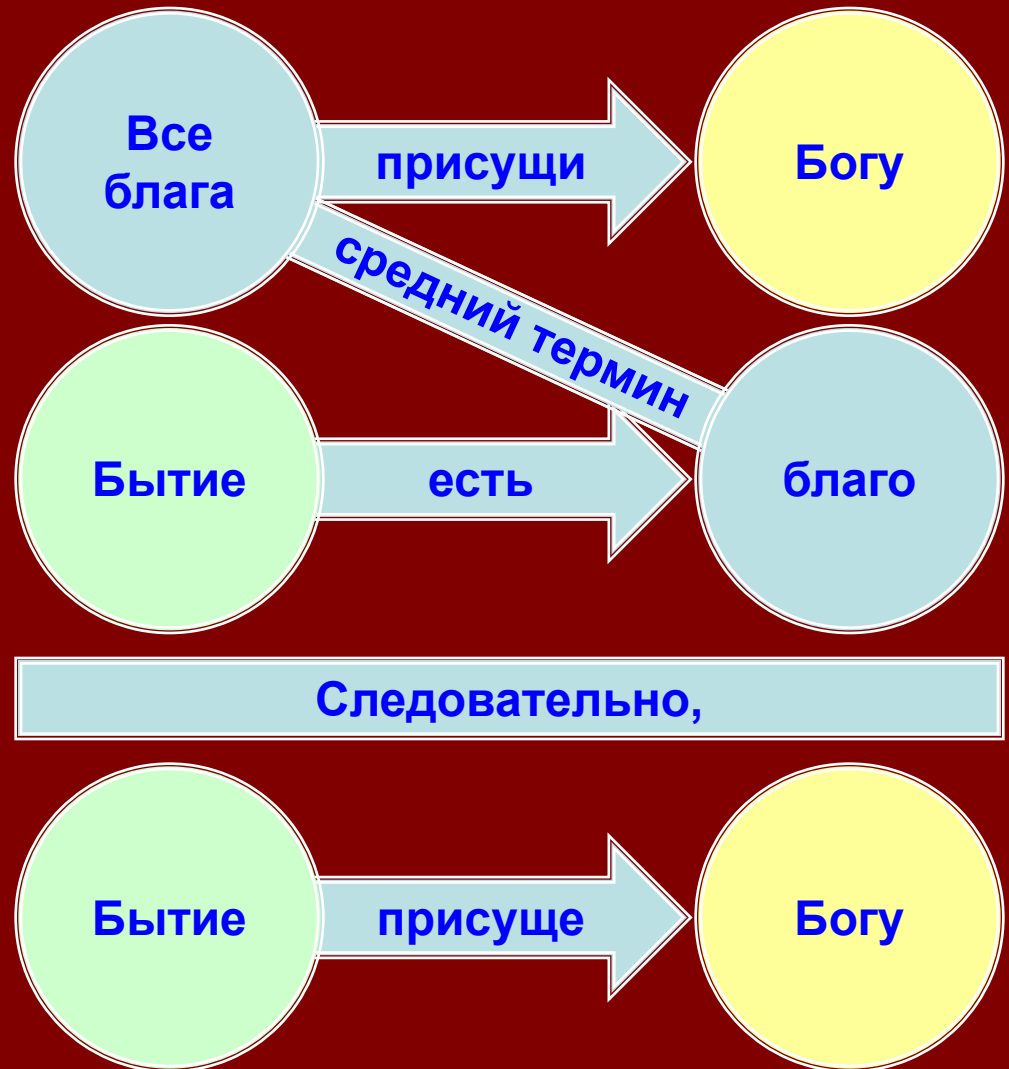 Все
блага
присущи
Богу
средний термин
Бытие
есть
благо
Следовательно,
Бытие
присуще
Богу